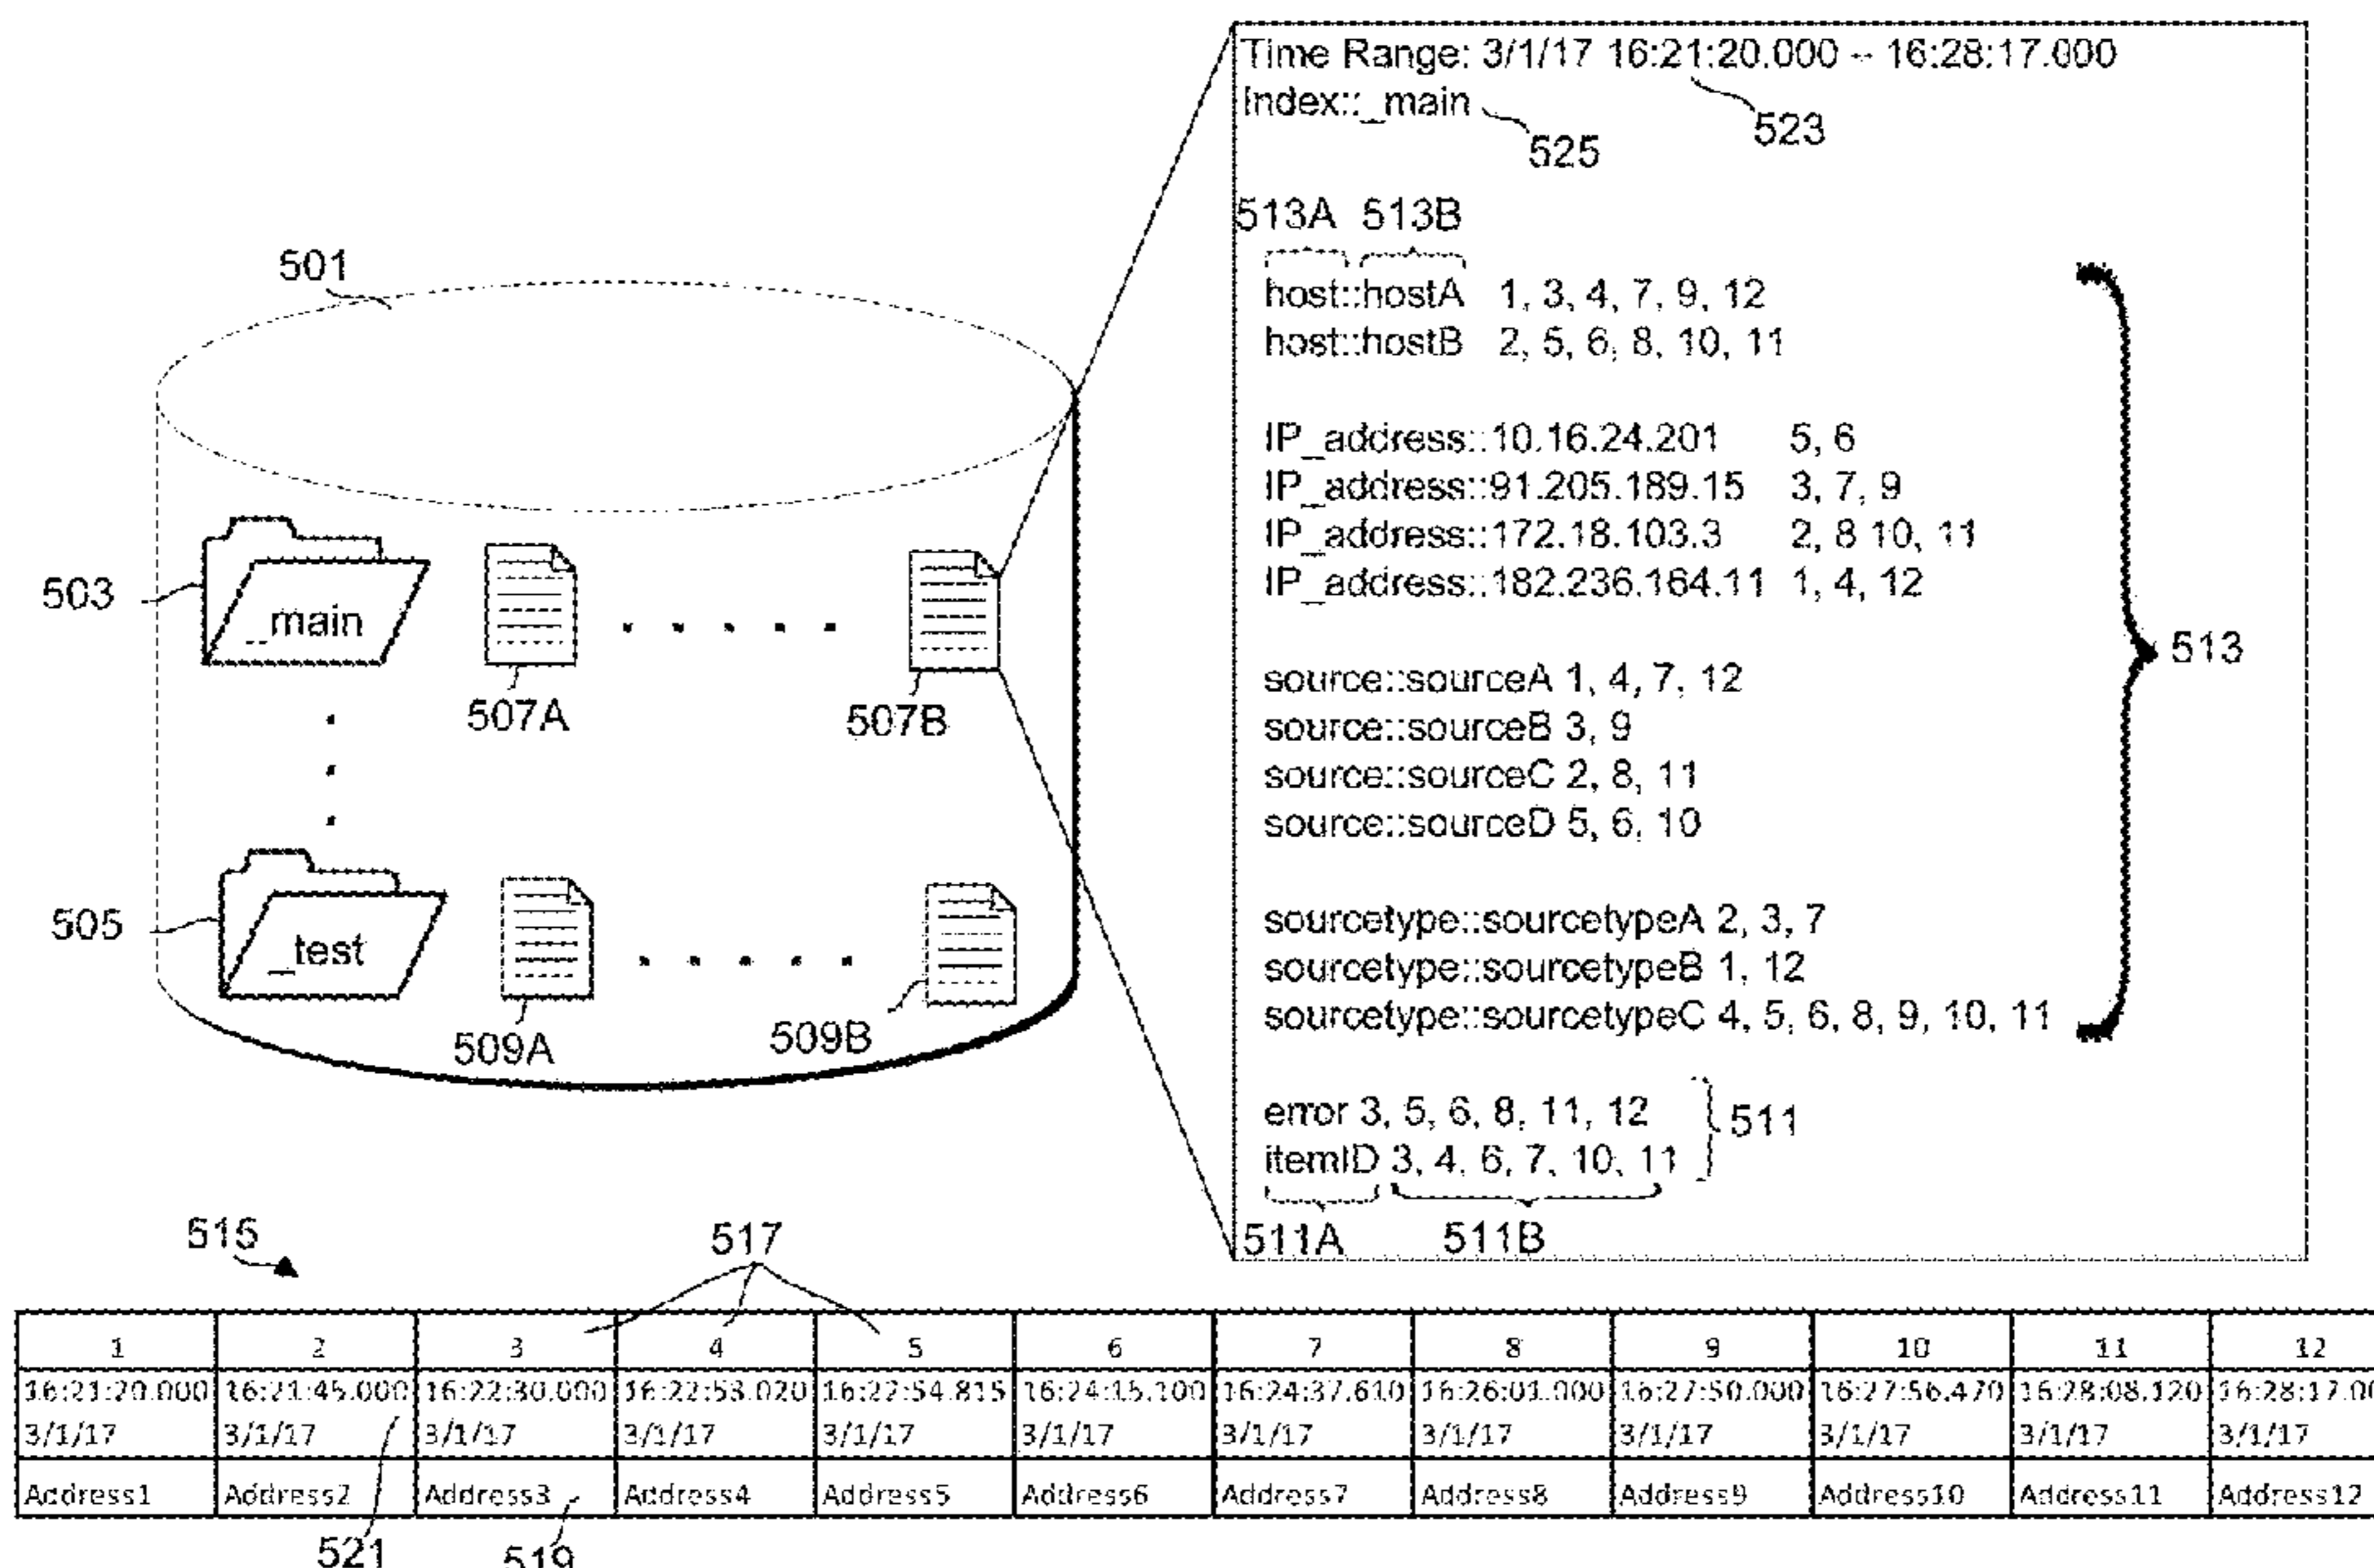 Time Range: 3/1/17 16:21:20.000 -- 16:28:17.000
Index::_main
523
525
513A 513B
501
host::hostA 1, 3, 4, 7, 9, 12
host::hostB 2, 5, 6, 8, 10, 11
IP_address::10.16.24.201 5, 6
IP_address::91.205.189.15 3, 7, 9
IP_address::172.18.103.3 2, 8 10, 11
IP_address::182.236.164.11 1, 4, 12
503
_main
513
507A
507B
source::sourceA 1, 4, 7, 12
source::sourceB 3, 9
source::sourceC 2, 8, 11
source::sourceD 5, 6, 10
505
_test
509A
509B
sourcetype::sourcetypeA 2, 3, 7
sourcetype::sourcetypeB 1, 12
sourcetype::sourcetypeC 4, 5, 6, 8, 9, 10, 11
error 3, 5, 6, 8, 11, 12
511
itemID 3, 4, 6, 7, 10, 11
511A 511B
515
517
1 2 3 4 5 6 7 8 9 10 11 12
16:21:20.000 16:21:45.000 16:22:30.000 16:22:53.020 16:22:54.815 16:24:15.100 16:24:37.610 16:26:01.000 16:27:50.000 16:27:56.470 16:28:08.120 16:28:17.00
3/1/17 3/1/17 3/1/17 3/1/17 3/1/17 3/1/17 3/1/17 3/1/17 3/1/17 3/1/17 3/1/17 3/1/17
Address1 Address2 Address3 Address4 Address5 Address6 Address7 Address8 Address9 Address10 Address11 Address12
521
519